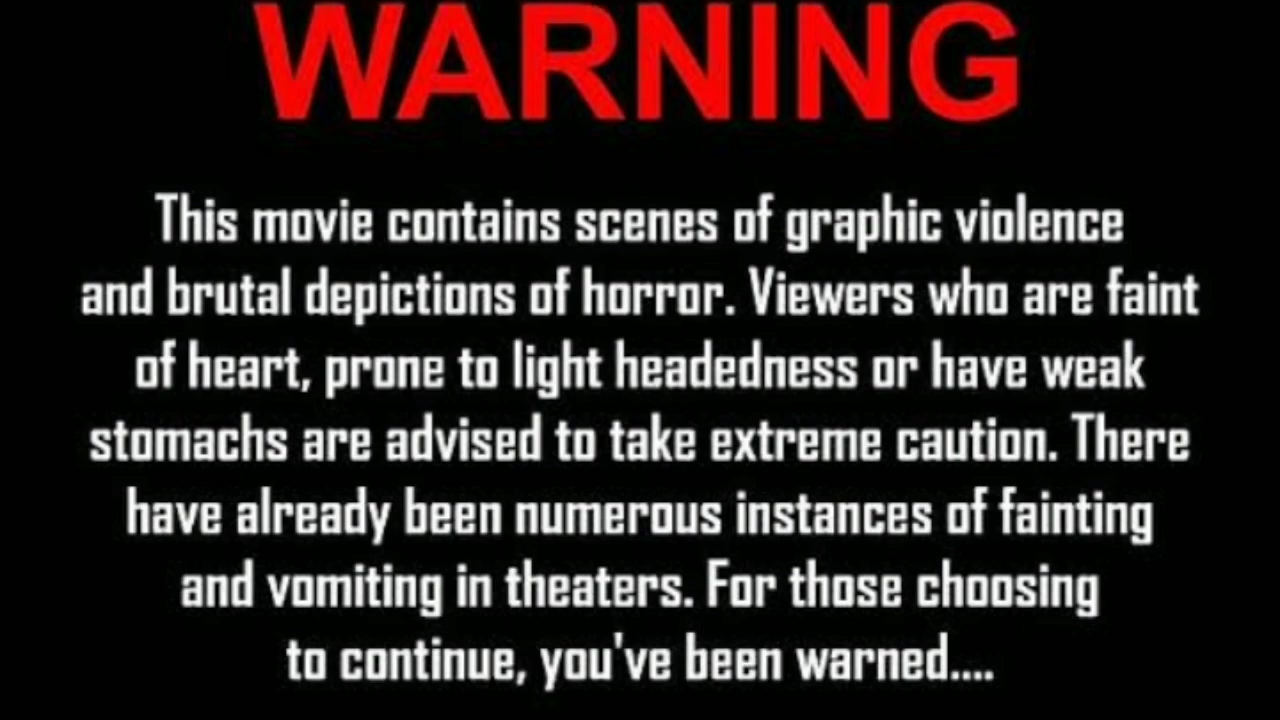 WARNING
This movie contains scenes of graphic violence
and brutal depictions of horror. Viewers who are faint
of heart, prone to light headedness or have weak
stomachs are advised to take extreme caution. There
have already been numerous instances of fainting
and vomiting in theaters. For those choosing
to continue, you've been warned....